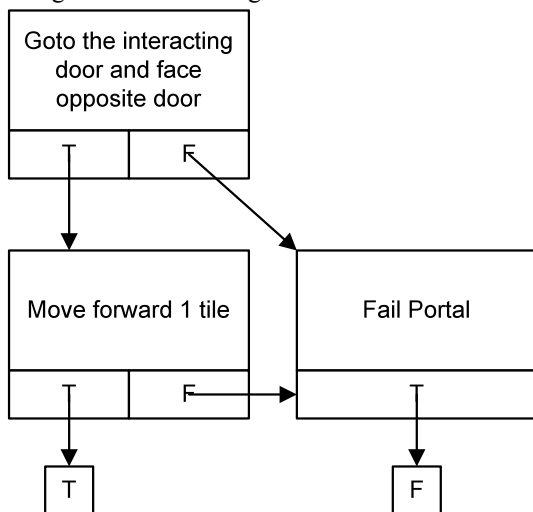 Goto the interacting
door and face
opposite door
T F
Move forward 1 tile
Fail Portal
T F
T
T
F